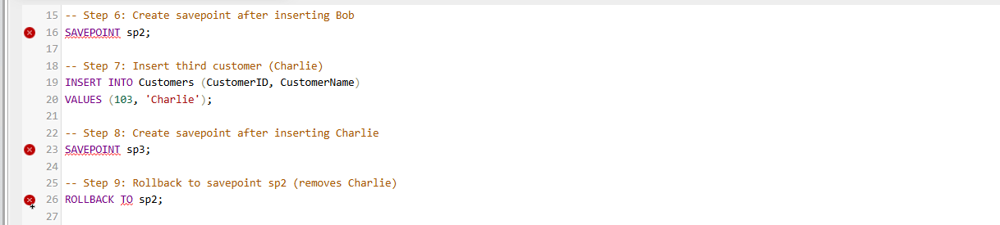 15 -- Step 6: Create savepoint after inserting Bob
16 SAVEPOINT sp2;
17
18 -- Step 7: Insert third customer (Charlie)
19 INSERT INTO Customers (CustomerID, CustomerName)
20 VALUES (103, 'Charlie');
21
22 -- Step 8: Create savepoint after inserting Charlie
23 SAVEPOINT sp3;
24
25 -- Step 9: Rollback to savepoint sp2 (removes Charlie)
26 ROLLBACK TO sp2;
27